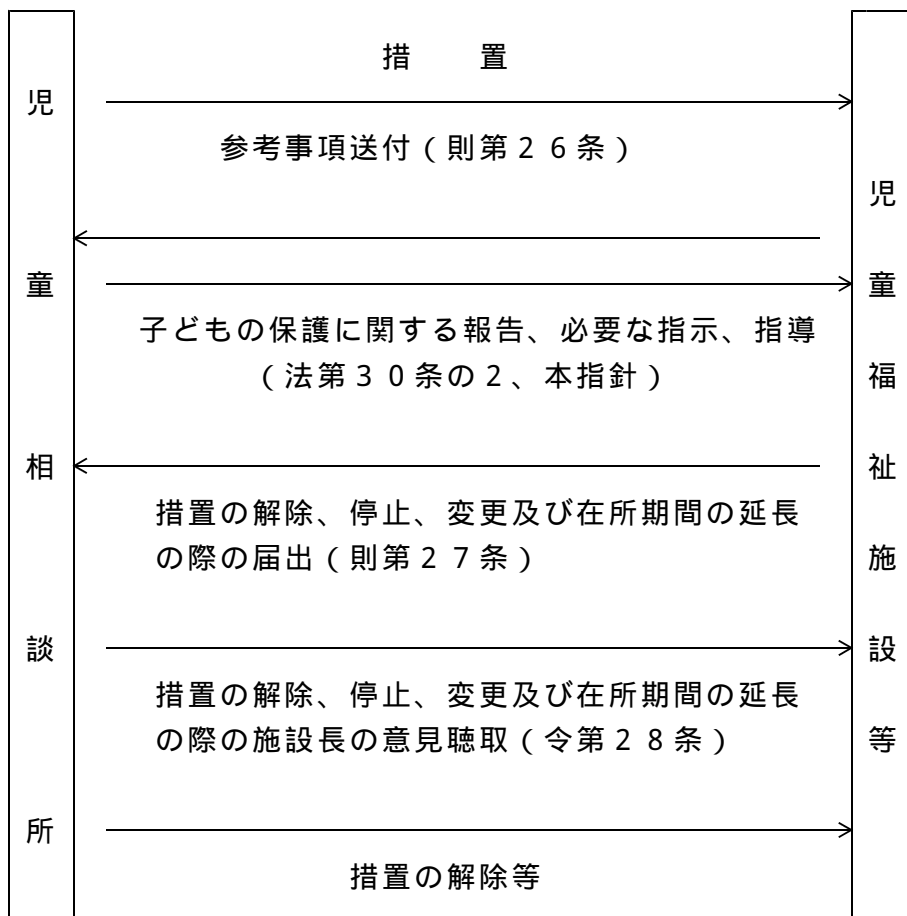 児童相談所
措　　置
参考事項送付（則第２６条）
子どもの保護に関する報告、必要な指示、指導
（法第３０条の２、本指針）
措置の解除、停止、変更及び在所期間の延長
の際の届出（則第２７条）
措置の解除、停止、変更及び在所期間の延長
の際の施設長の意見聴取（令第２８条）
措置の解除等
児童福祉施設等